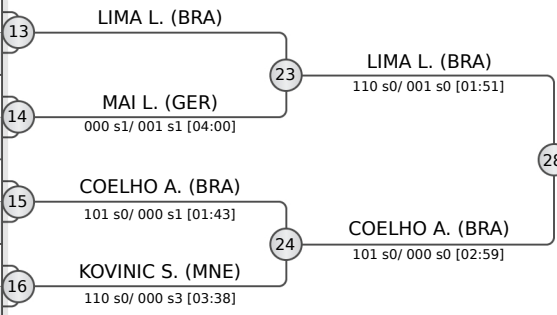 LIMA L. (BRA)
13
23
LIMA L. (BRA)
110 s0/ 001 s0 [01:51]
MAI L. (GER)
14
000 s1/ 001 s1 [04:00]
28
COELHO A. (BRA)
15
101 s0/ 000 s1 [01:43]
COELHO A. (BRA)
24
101 s0/ 000 s0 [02:59]
KOVINIC S. (MNE)
16
110 s0/ 000 s3 [03:38]